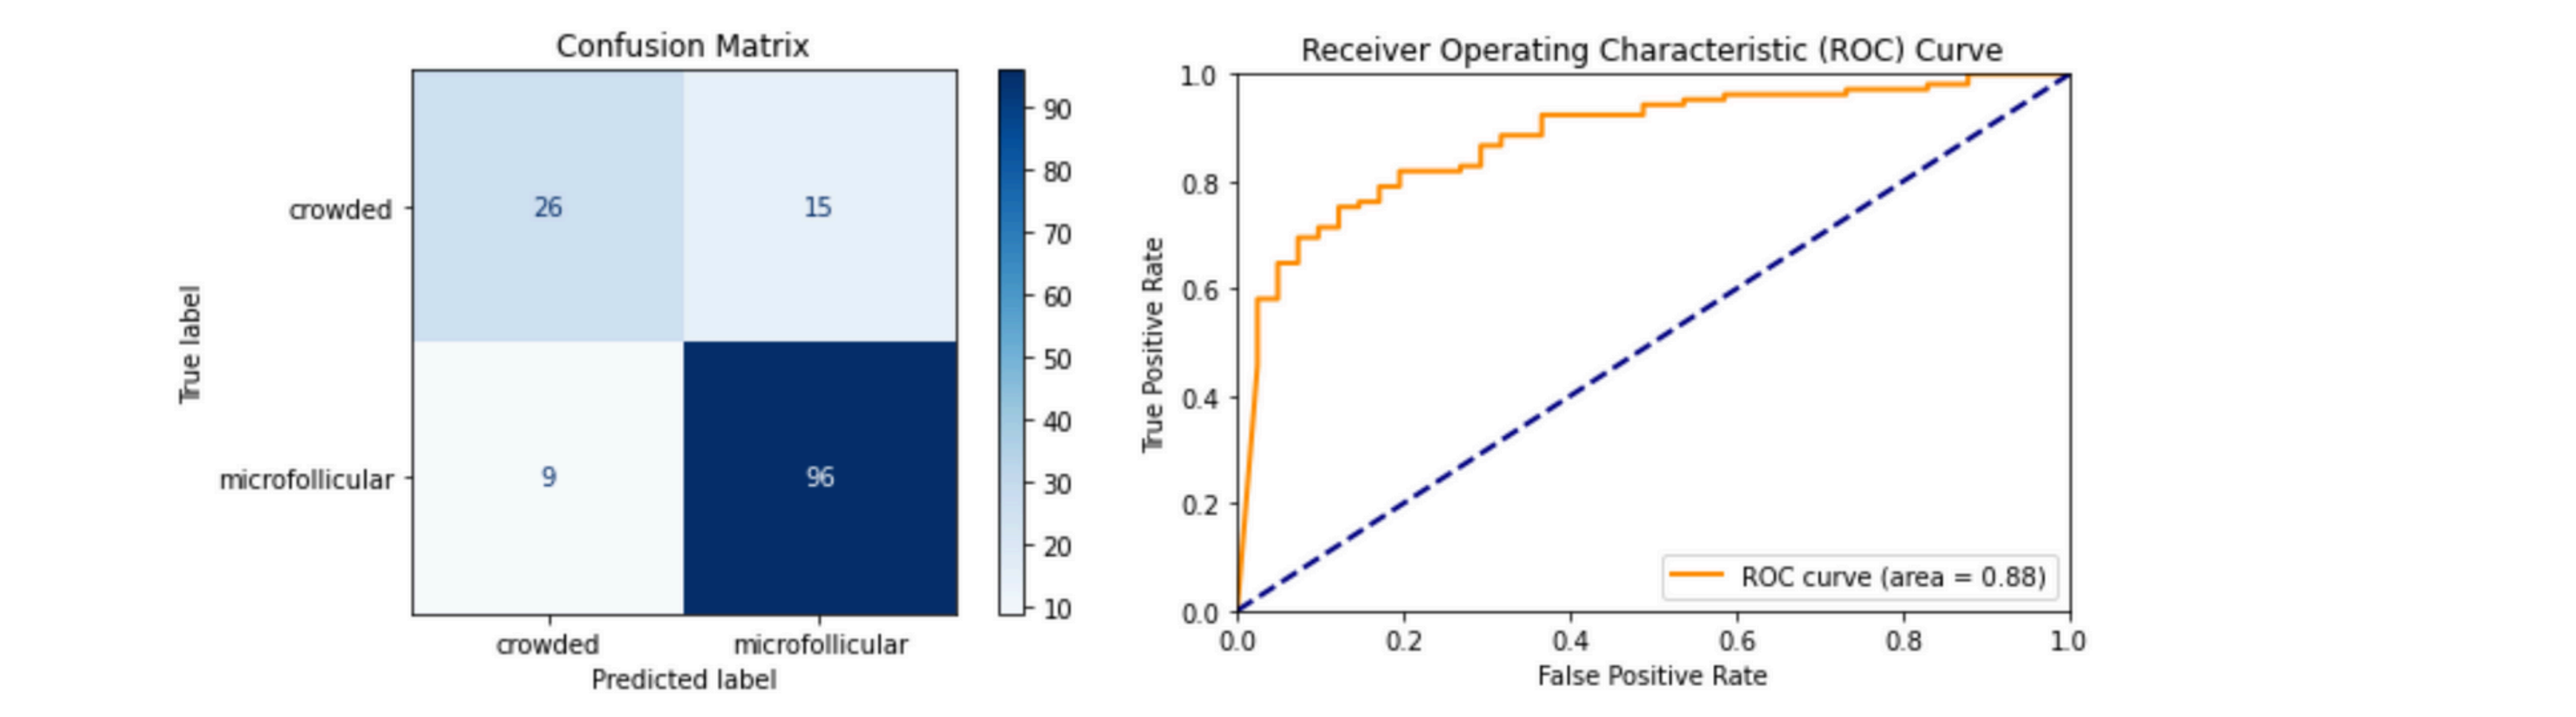 Confusion Matrix
True label
crowded
microfollicular
26
15
9
96
crowded
microfollicular
Predicted label
90
80
70
60
50
40
30
20
10
Receiver Operating Characteristic (ROC) Curve
True Positive Rate
1.0
0.8
0.6
0.4
0.2
0.0
0.0
0.2
0.4
0.6
0.8
1.0
False Positive Rate
ROC curve (area = 0.88)